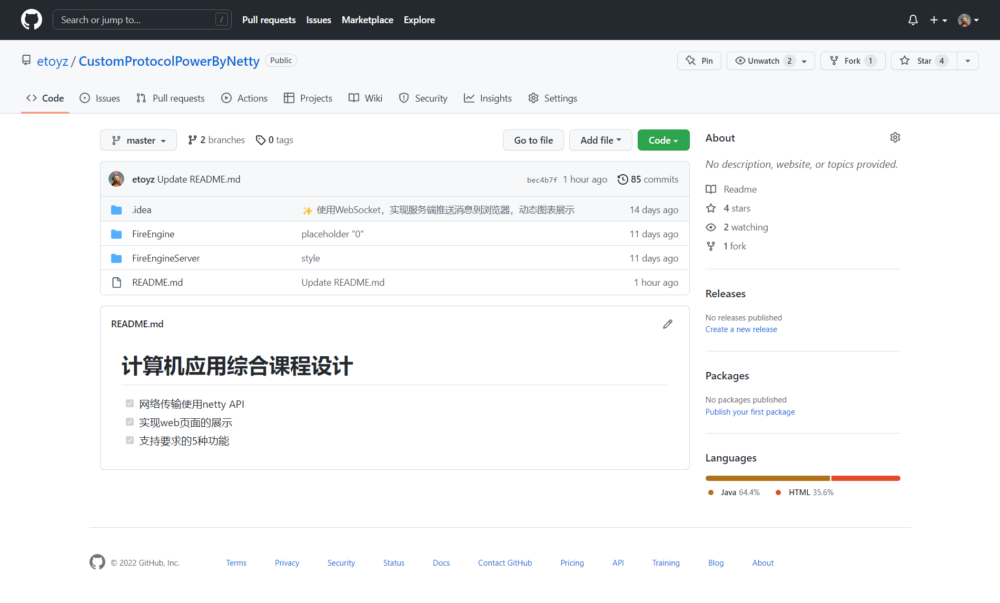 Search or jump to... /
Pull requests Issues Marketplace Explore
etoyz / CustomProtocolPowerByNetty Public
Pin Unwatch 2 Fork 1 Star 4
Code Issues Pull requests Actions Projects Wiki Security Insights Settings
master 2 branches 0 tags Go to file Add file Code
etoyz Update README.md bec4b7f 1 hour ago 85 commits
.idea ✨ 使用WebSocket，实现服务端推送消息到浏览器，动态图表展示 14 days ago
FireEngine placeholder "0" 11 days ago
FireEngineServer style 11 days ago
README.md Update README.md 1 hour ago
README.md
计算机应用综合课程设计
网络传输使用netty API
实现web页面的展示
支持要求的5种功能
About
No description, website, or topics provided.
Readme
4 stars
2 watching
1 fork
Releases
No releases published
Create a new release
Packages
No packages published
Publish your first package
Languages
Java 64.4% HTML 35.6%
© 2022 GitHub, Inc. Terms Privacy Security Status Docs Contact GitHub Pricing API Training Blog About